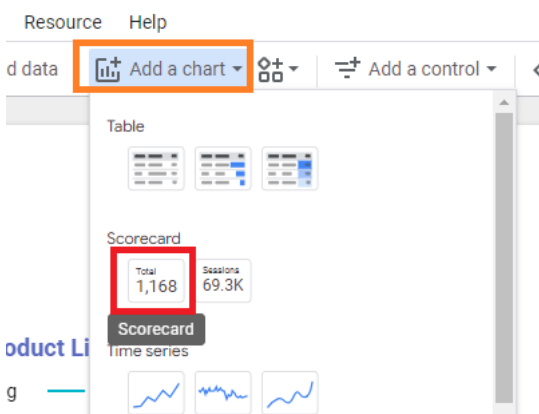 Resource Help
d data Add a chart Add a control
Table
Scorecard
Total
1,168
Sessions
69.3K
Scorecard
oduct Li
Time series
g